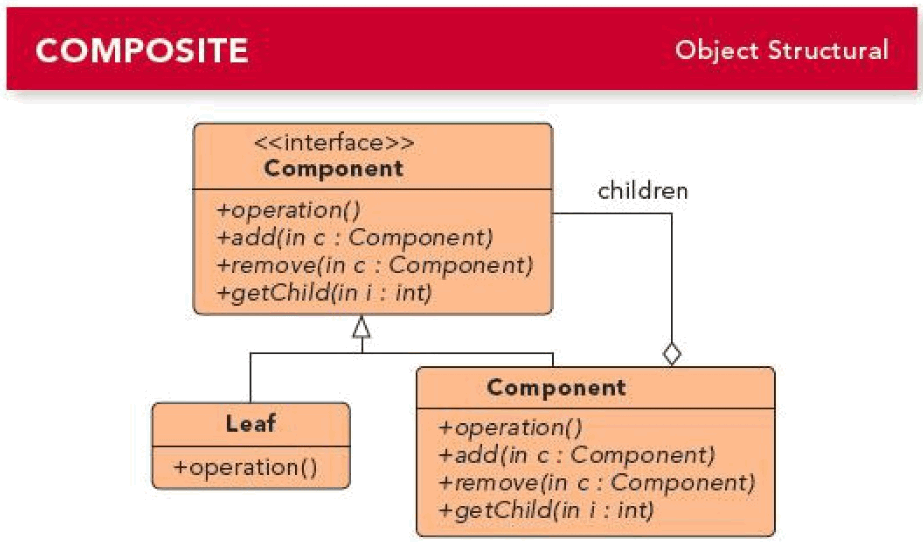 COMPOSITE
Object Structural
<<interface>>
Component
+operation()
+add(in c : Component)
+remove(in c : Component)
+getChild(in i : int)
children
Leaf
+operation()
Component
+operation()
+add(in c : Component)
+remove(in c : Component)
+getChild(in i : int)